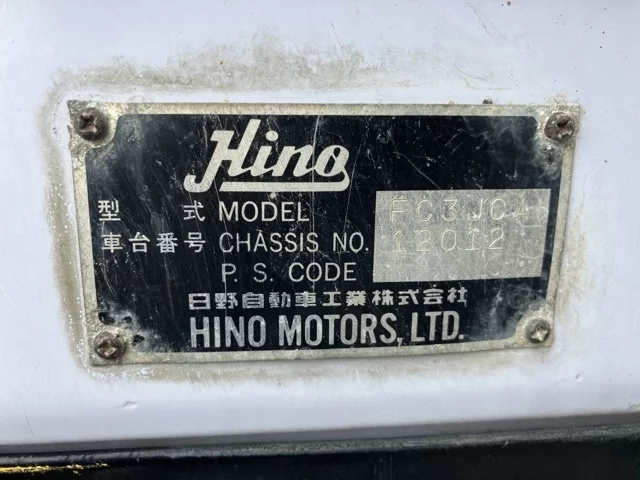 Hino
型 式 MODEL FC3JCA
車台番号 CHASSIS NO. 12012
P. S. CODE
日野自動車工業株式会社
HINO MOTORS, LTD.